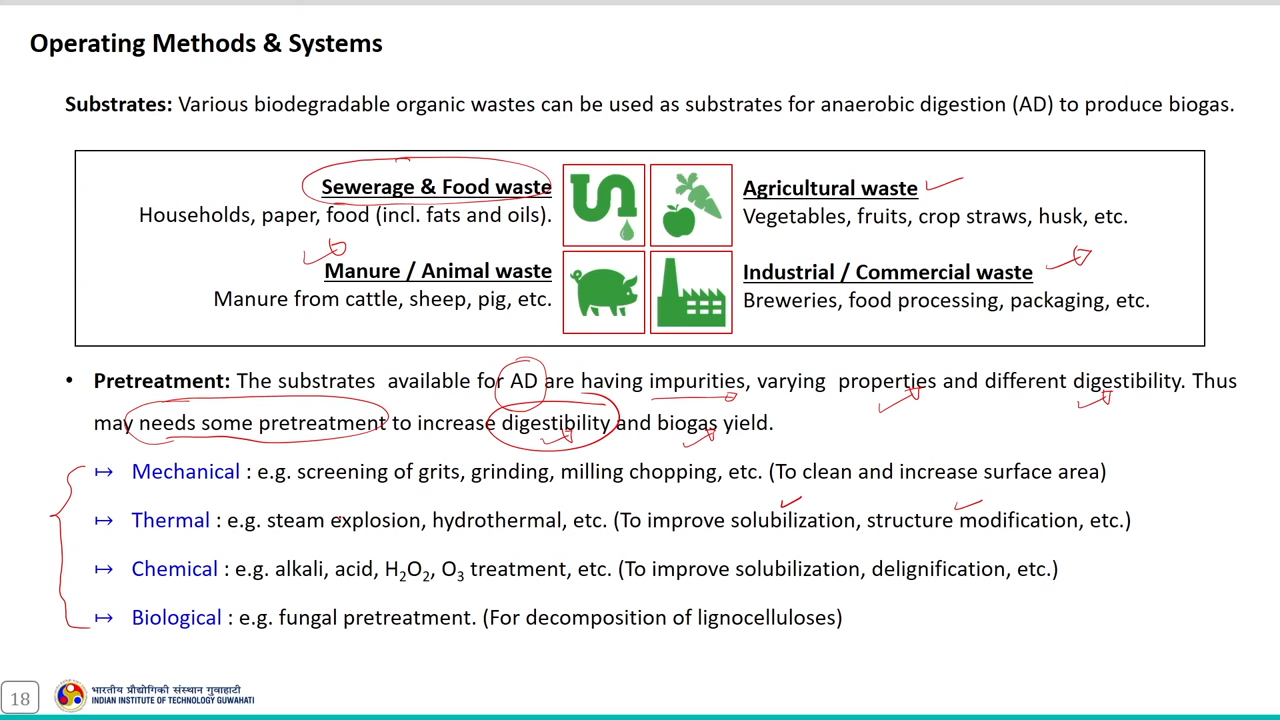 Operating Methods & Systems
Substrates: Various biodegradable organic wastes can be used as substrates for anaerobic digestion (AD) to produce biogas.
Sewerage & Food waste
Households, paper, food (incl. fats and oils).
Manure / Animal waste
Manure from cattle, sheep, pig, etc.
Agricultural waste
Vegetables, fruits, crop straws, husk, etc.
Industrial / Commercial waste
Breweries, food processing, packaging, etc.
• Pretreatment: The substrates available for AD are having impurities, varying properties and different digestibility. Thus
may needs some pretreatment to increase digestibility and biogas yield.
↦ Mechanical : e.g. screening of grits, grinding, milling chopping, etc. (To clean and increase surface area)
↦ Thermal : e.g. steam explosion, hydrothermal, etc. (To improve solubilization, structure modification, etc.)
↦ Chemical : e.g. alkali, acid, H₂O₂, O₃ treatment, etc. (To improve solubilization, delignification, etc.)
↦ Biological : e.g. fungal pretreatment. (For decomposition of lignocelluloses)
18
भारतीय प्रौद्योगिकी संस्थान गुवाहाटी
INDIAN INSTITUTE OF TECHNOLOGY GUWAHATI